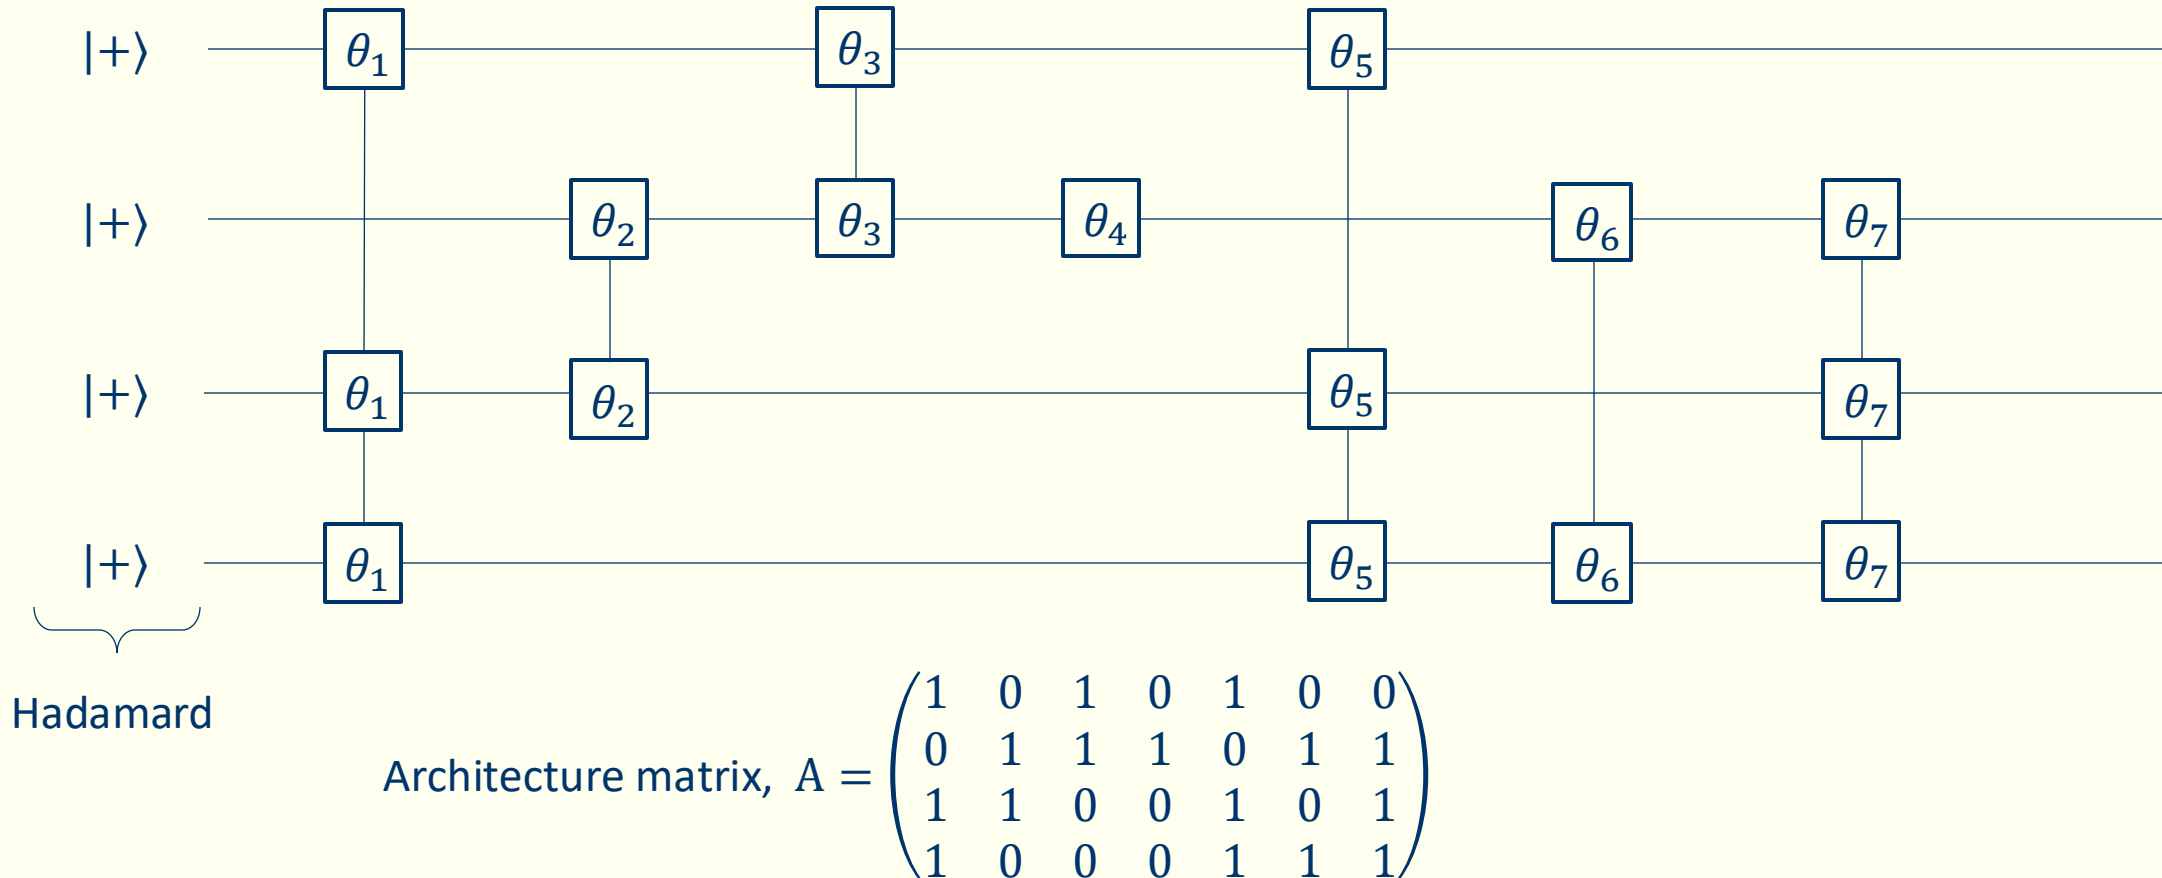 |+⟩ θ₁ θ₃ θ₅
|+⟩ θ₂ θ₃ θ₄ θ₆ θ₇
|+⟩ θ₁ θ₂ θ₅ θ₇
|+⟩ θ₁ θ₅ θ₆ θ₇
Hadamard
Architecture matrix, A =
1 0 1 0 1 0 0
0 1 1 1 0 1 1
1 1 0 0 1 0 1
1 0 0 0 1 1 1